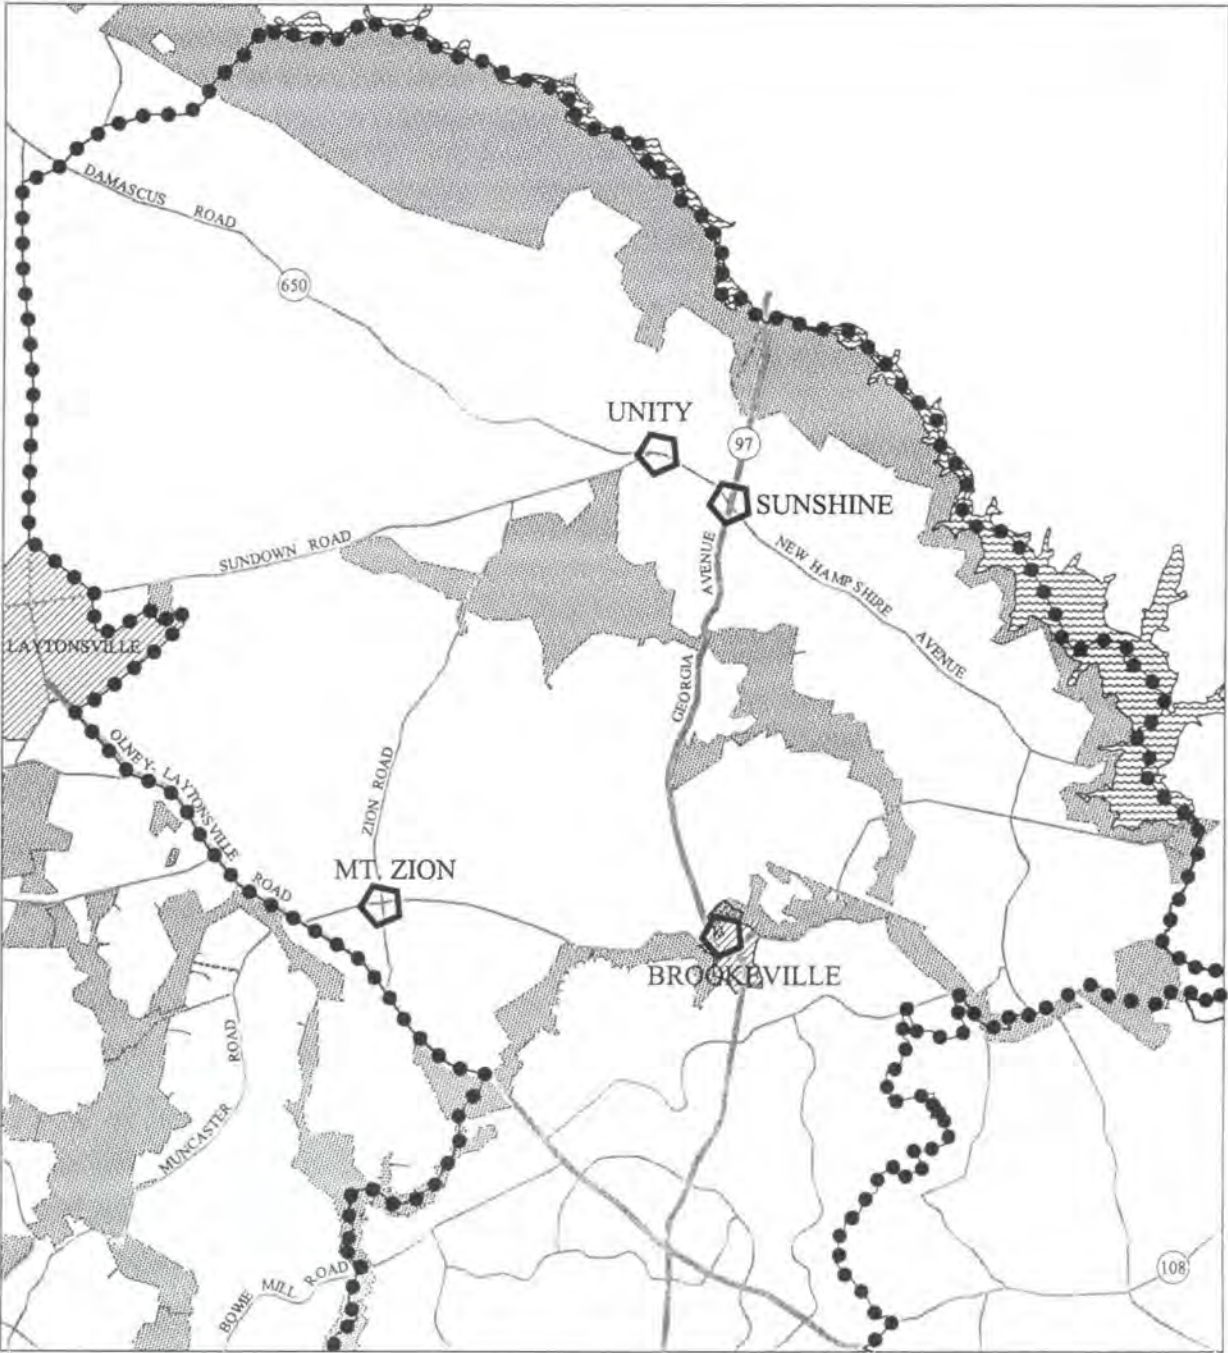 DAMASCUS ROAD
650
UNITY
97
SUNSHINE
SUNDOWN ROAD
AVENUE
NEW HAMPSHIRE
AVENUE
LAYTONSVILLE
GEORGIA
OLNEY-LAYTONSVILLE
ROAD
ZION ROAD
MT. ZION
BROOKEVILLE
ROAD
MUNCASTER
BOWIE MILL ROAD
108